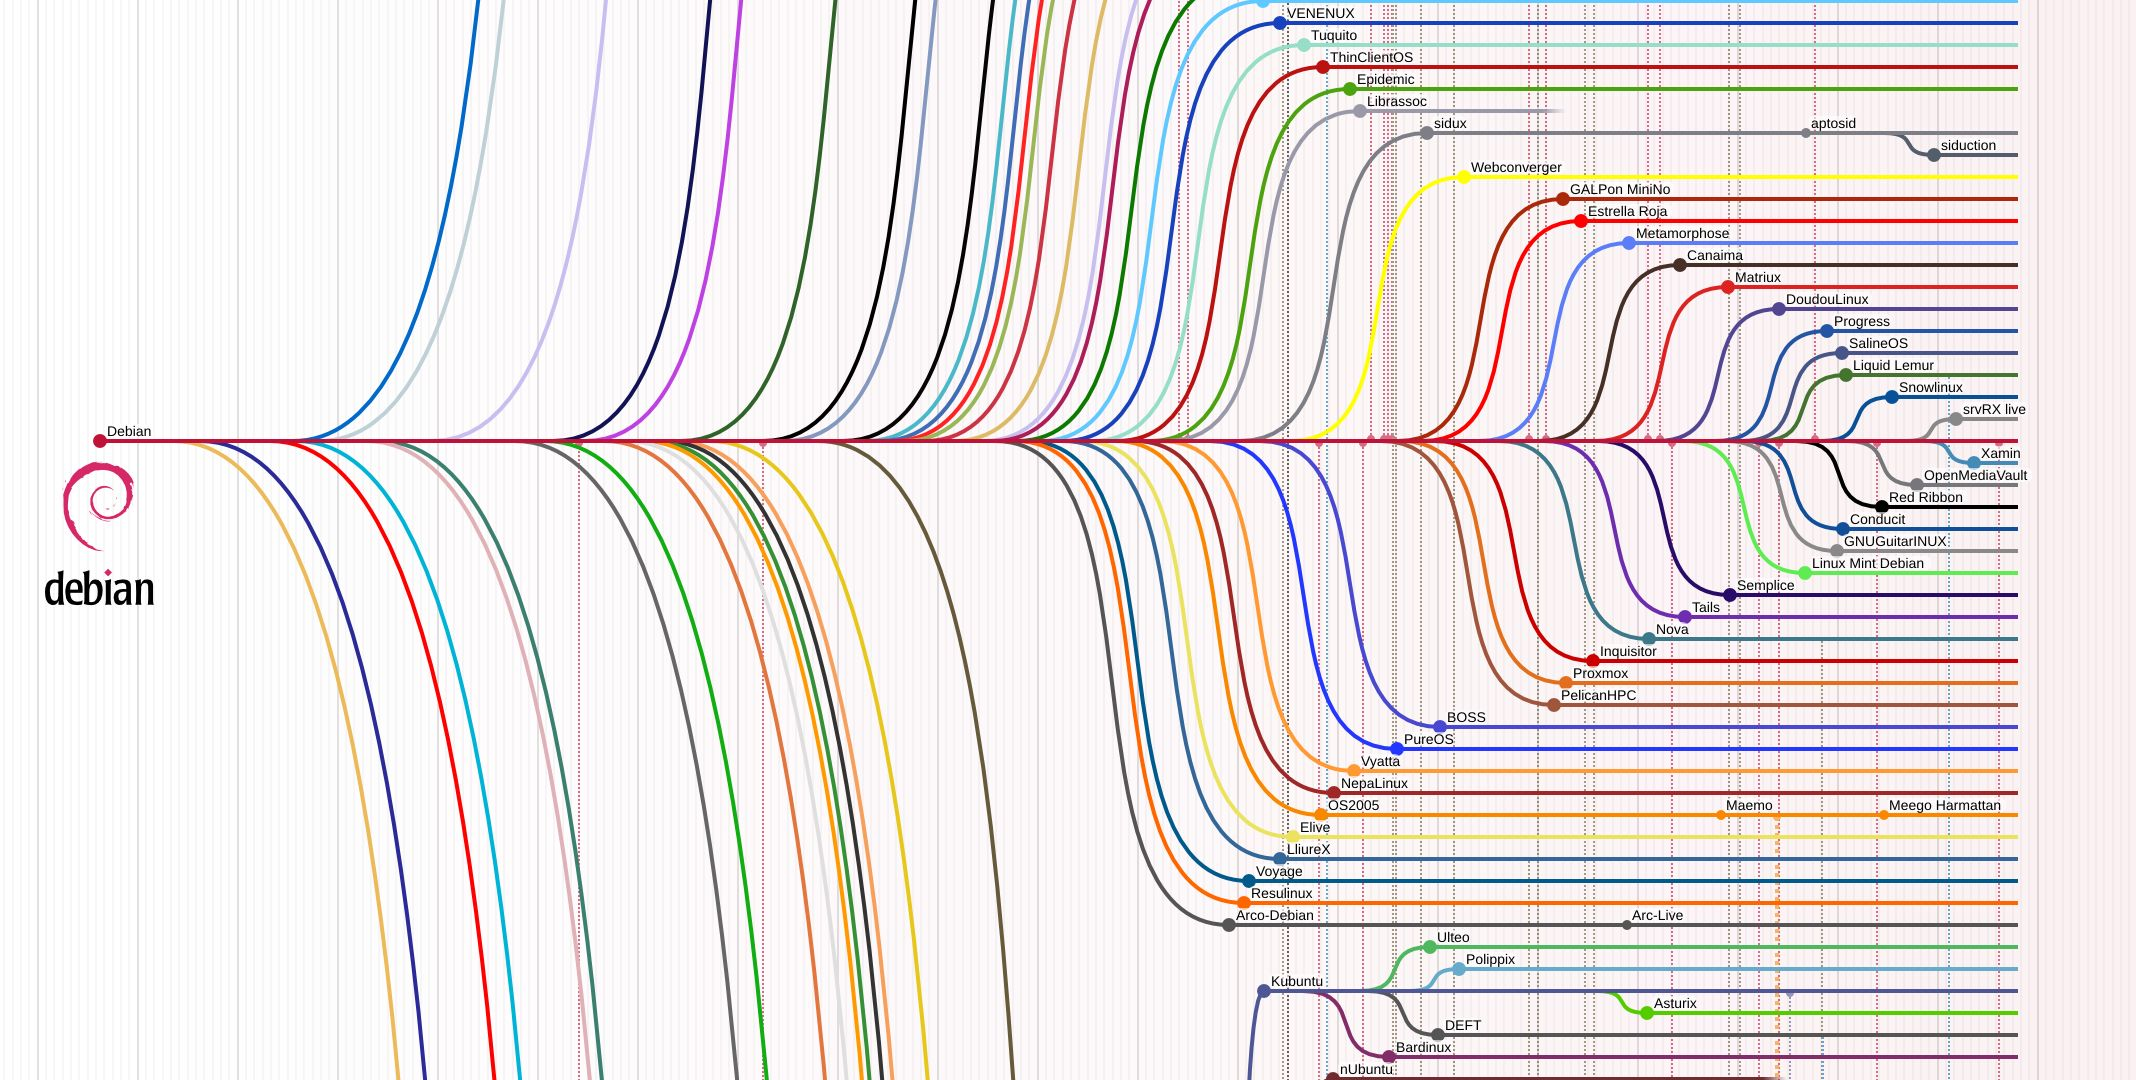 VENENUX
Tuquito
ThinClientOS
Epidemic
Librassoc
sidux
aptosid
siduction
Webconverger
GALPon MiniNo
Estrella Roja
Metamorphose
Canaima
Matriux
DoudouLinux
Progress
SalineOS
Liquid Lemur
Snowlinux
srvRX live
Debian
Xamin
OpenMediaVault
Red Ribbon
Conducit
GNUGuitarINUX
Linux Mint Debian
debian
Semplice
Tails
Nova
Inquisitor
Proxmox
PelicanHPC
BOSS
PureOS
Vyatta
NepaLinux
OS2005
Maemo
Meego Harmattan
Elive
LliureX
Voyage
Resulinux
Arco-Debian
Arc-Live
Ulteo
Polippix
Kubuntu
Asturix
DEFT
Bardinux
nUbuntu